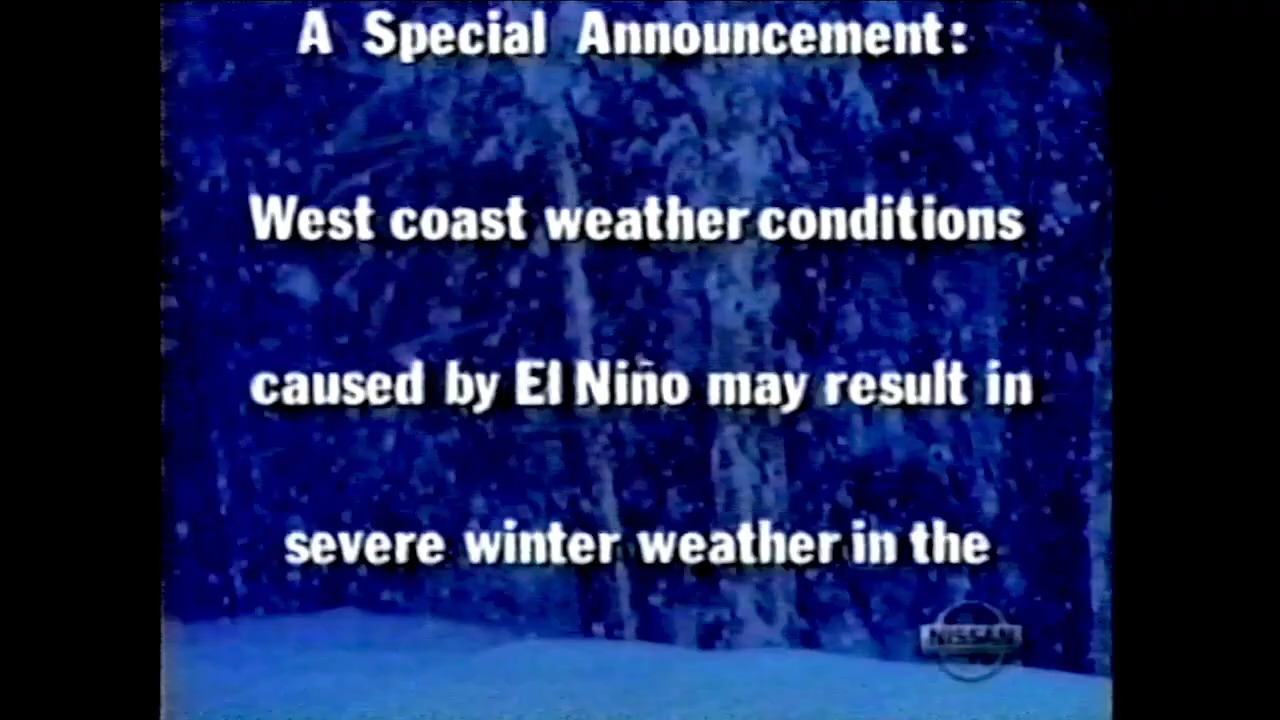 A Special Announcement:
West coast weather conditions
caused by El Niño may result in
severe winter weather in the
NISSAN